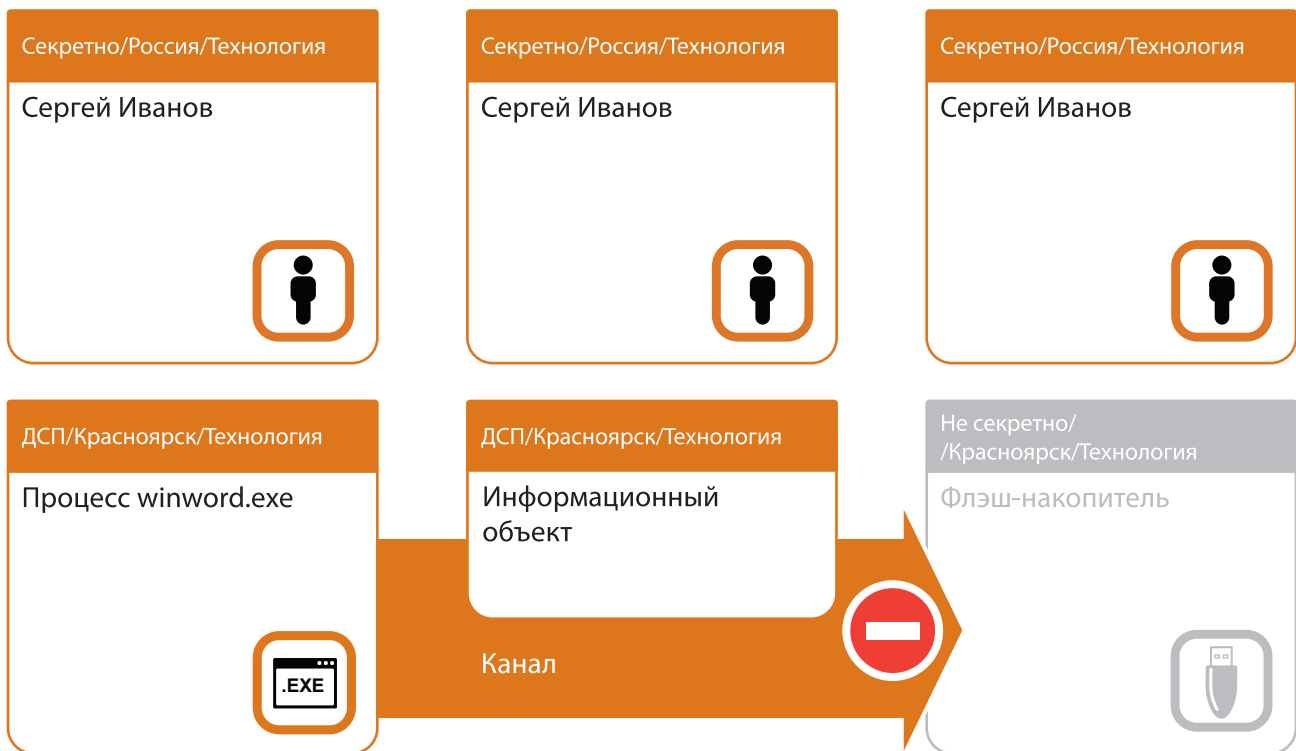 Секретно/Россия/Технология
Сергей Иванов
Секретно/Россия/Технология
Сергей Иванов
Секретно/Россия/Технология
Сергей Иванов
ДСП/Красноярск/Технология
Процесс winword.exe
.EXE
ДСП/Красноярск/Технология
Информационный
объект
Канал
Не секретно/
/Красноярск/Технология
Флэш-накопитель